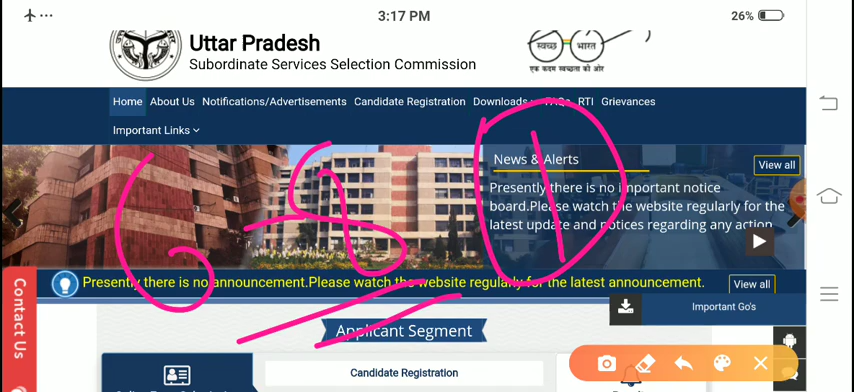 3:17 PM
26%
Uttar Pradesh
Subordinate Services Selection Commission
स्वच्छ भारत
एक कदम स्वच्छता की ओर
Home About Us Notifications/Advertisements Candidate Registration Downloads FAQs RTI Grievances
Important Links
News & Alerts
View all
Presently there is no important notice
board.Please watch the website regularly for the
latest update and notices regarding any action
Presently there is no announcement.Please watch the website regularly for the latest announcement.
View all
Contact Us
Important Go's
Applicant Segment
Candidate Registration